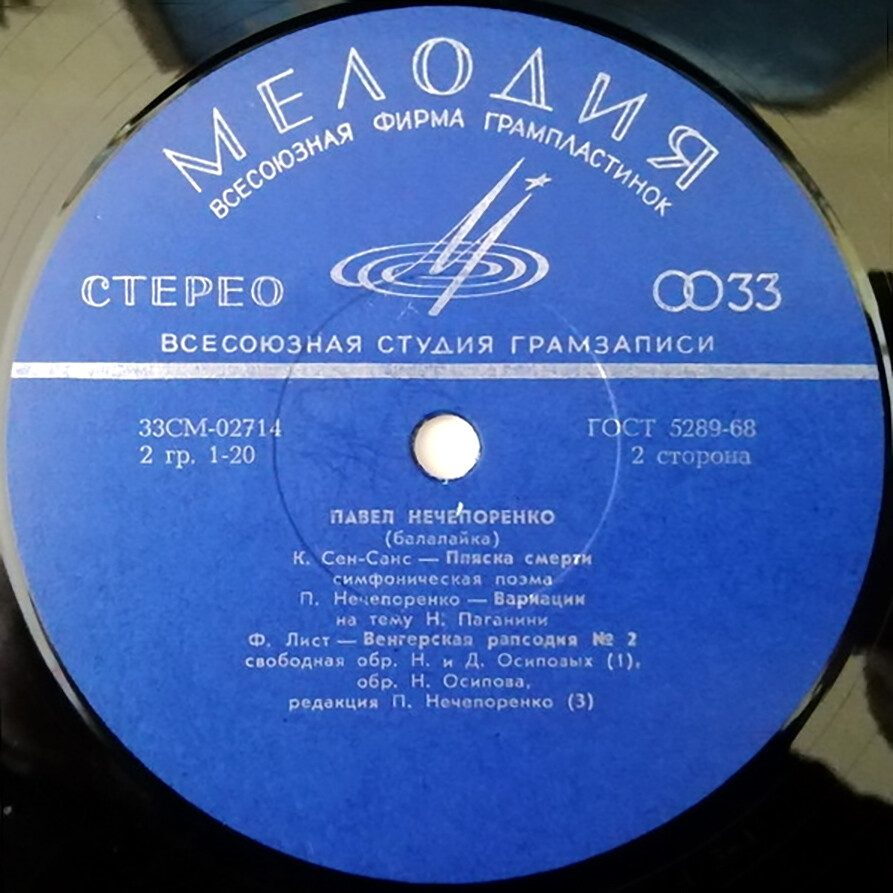 МЕЛОДИЯ
ВСЕСОЮЗНАЯ ФИРМА ГРАМПЛАСТИНОК
СТЕРЕО
33
ВСЕСОЮЗНАЯ СТУДИЯ ГРАМЗАПИСИ
33СМ-02714
ГОСТ 5289-68
2 гр. 1-20
2 сторона
ПАВЕЛ НЕЧЕПОРЕНКО
(балалайка)
К. Сен-Санс — Пляска смерти
симфоническая поэма
П. Нечепоренко — Вариации
на тему Н. Паганини
Ф. Лист — Венгерская рапсодия № 2
свободная обр. Н. и Д. Осиповых (1),
обр. Н. Осипова,
редакция П. Нечепоренко (3)